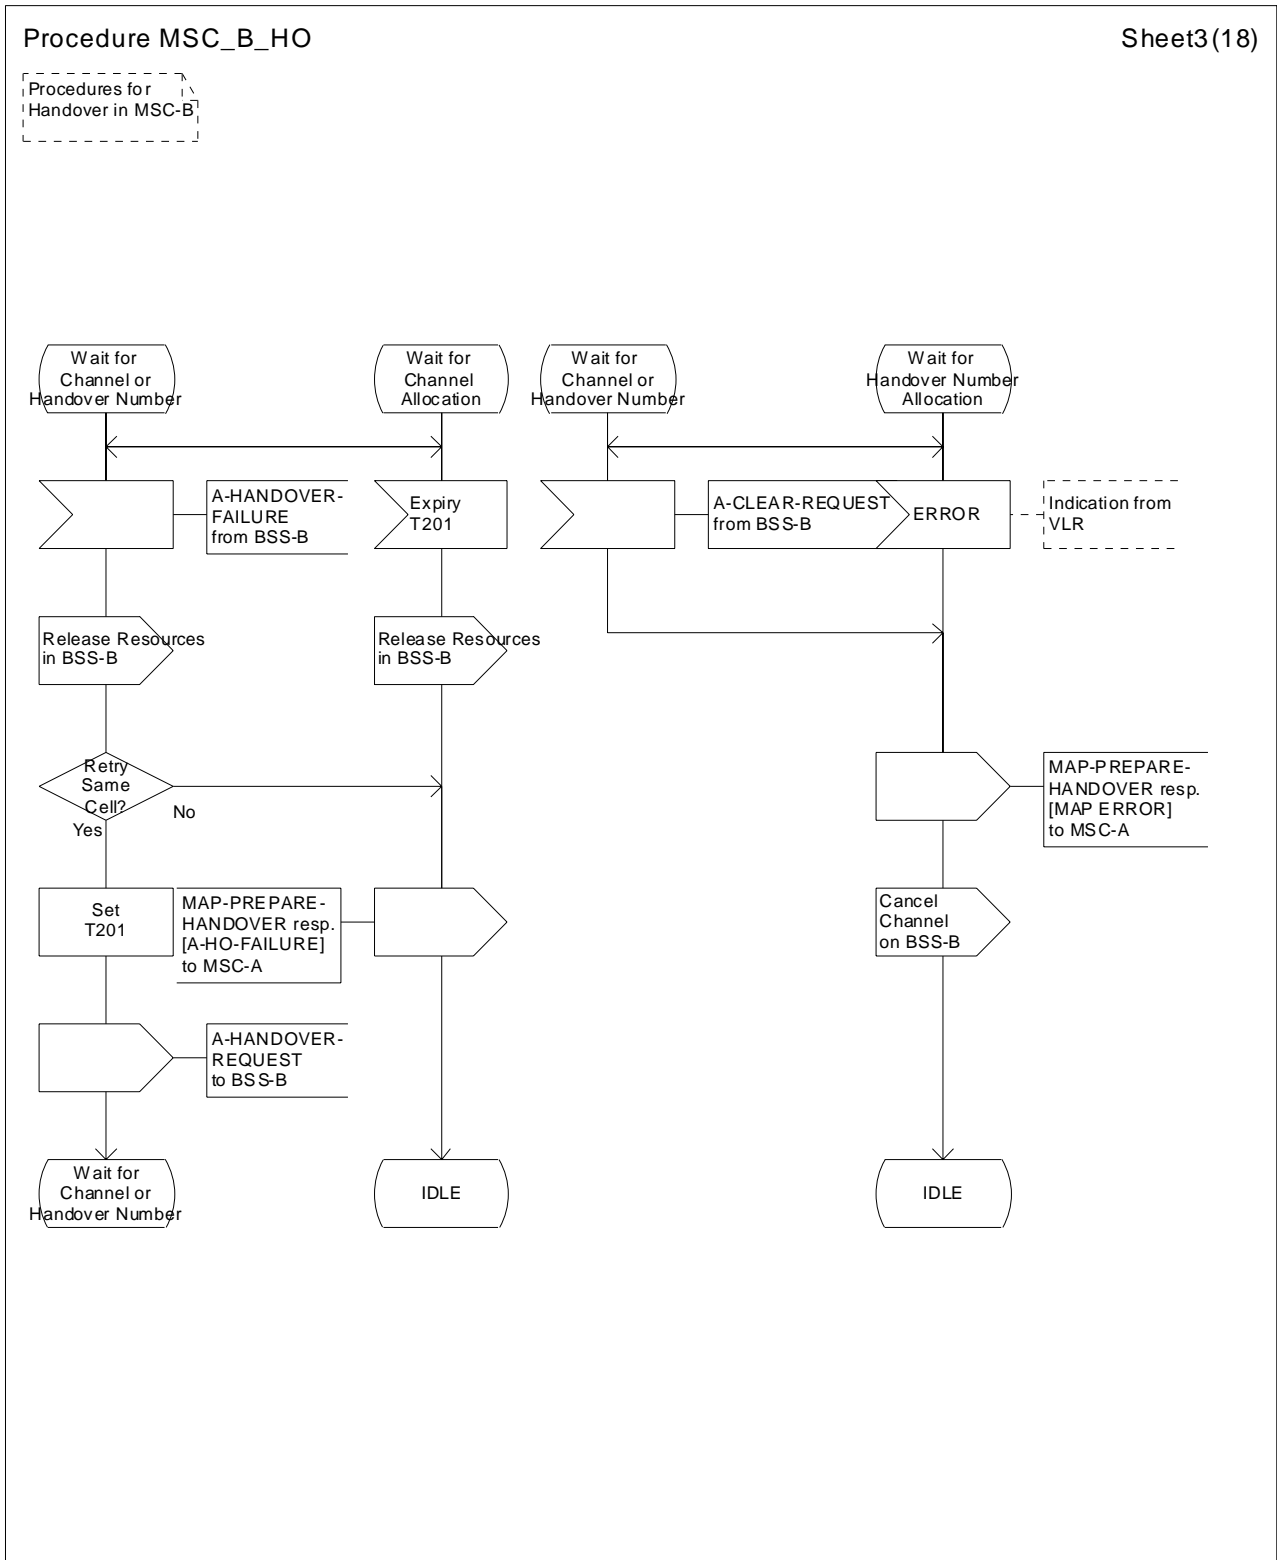 Procedure MSC_B_HO
Sheet3(18)
Procedures for
Handover in MSC-B
Wait for
Channel or
Handover Number
Wait for
Channel
Allocation
Wait for
Channel or
Handover Number
Wait for
Handover Number
Allocation
A-HANDOVER-
FAILURE
from BSS-B
Expiry
T201
A-CLEAR-REQUEST
from BSS-B
ERROR
Indication from
VLR
Release Resources
in BSS-B
Release Resources
in BSS-B
Retry
Same
Cell?
No
Yes
MAP-PREPARE-
HANDOVER resp.
[MAP ERROR]
to MSC-A
Set
T201
MAP-PREPARE-
HANDOVER resp.
[A-HO-FAILURE]
to MSC-A
Cancel
Channel
on BSS-B
A-HANDOVER-
REQUEST
to BSS-B
Wait for
Channel or
Handover Number
IDLE
IDLE